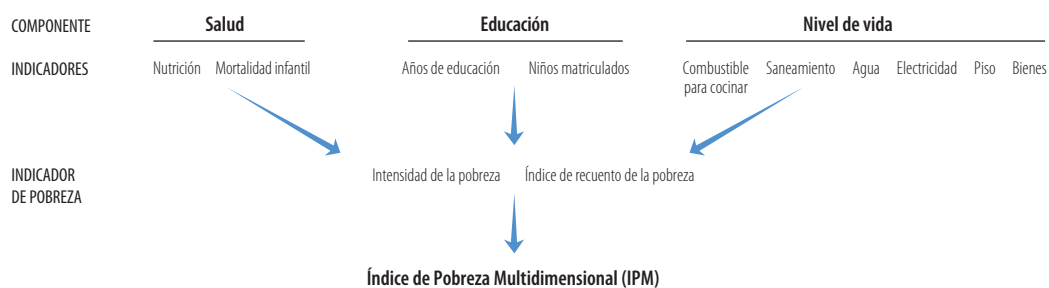 COMPONENTE Salud Educación Nivel de vida
INDICADORES Nutrición Mortalidad infantil Años de educación Niños matriculados Combustible Saneamiento Agua Electricidad Piso Bienes
para cocinar
INDICADOR Intensidad de la pobreza Índice de recuento de la pobreza
DE POBREZA
Índice de Pobreza Multidimensional (IPM)